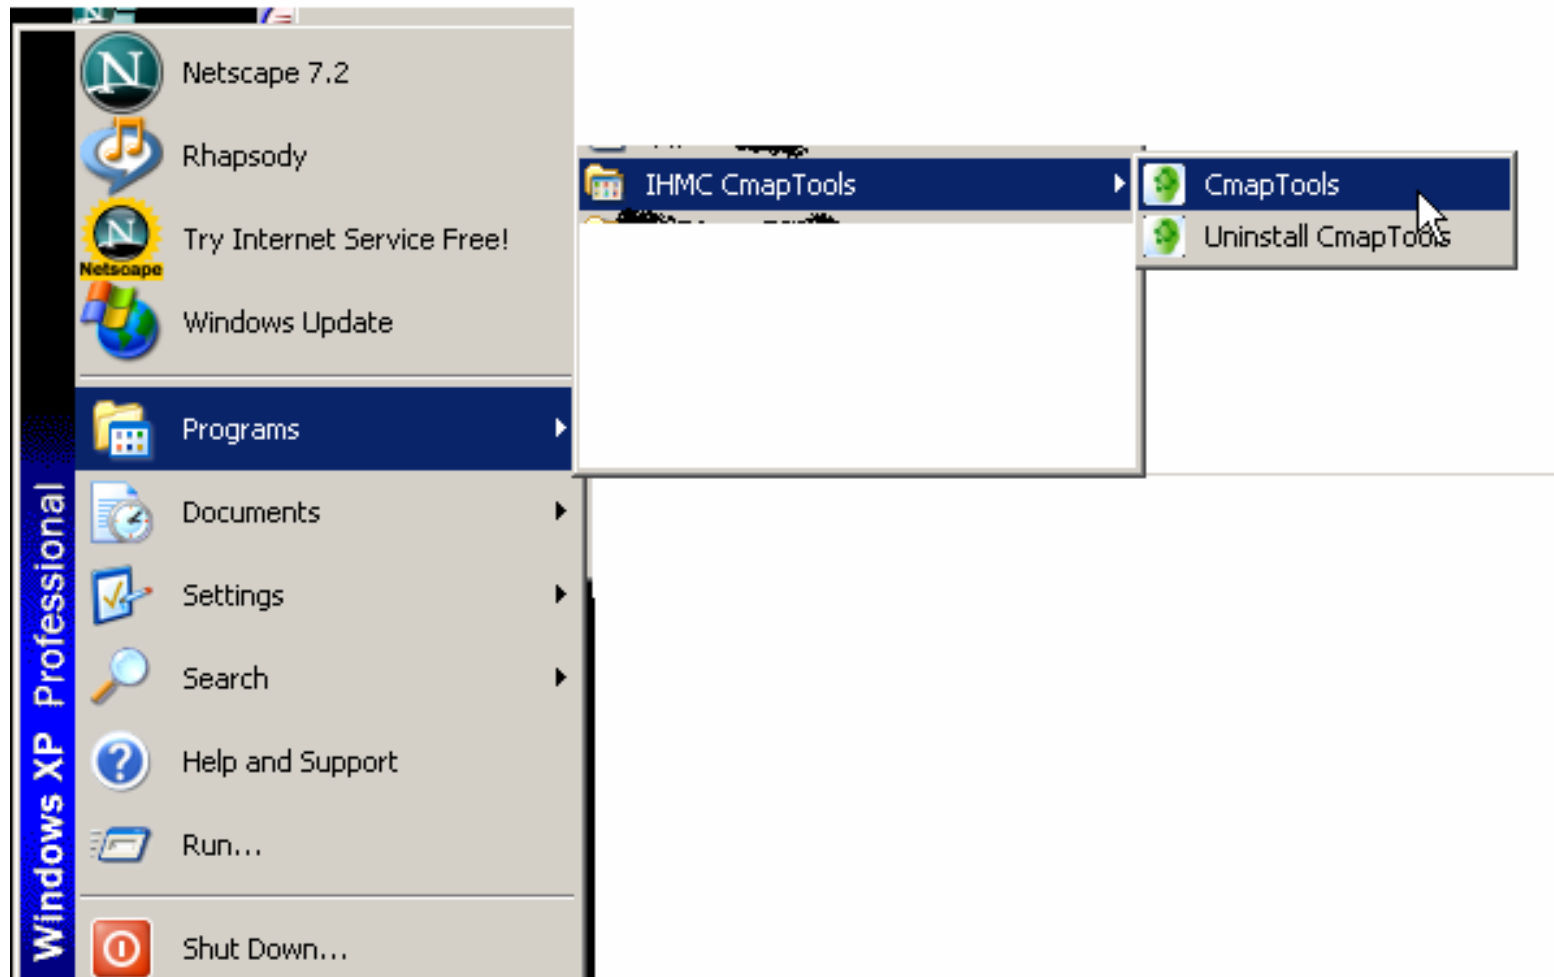 Netscape 7.2
Rhapsody
Netscape
Try Internet Service Free!
Windows Update
Programs
Documents
Settings
Search
Help and Support
Run...
Shut Down...
Windows XP Professional
IHMC CmapTools
CmapTools
Uninstall CmapTools